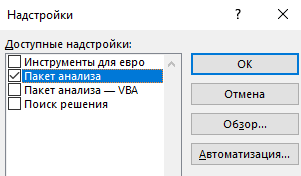 Надстройки
Доступные надстройки:
Инструменты для евро
Пакет анализа
Пакет анализа — VBA
Поиск решения
ОК
Отмена
Обзор...
Автоматизация...